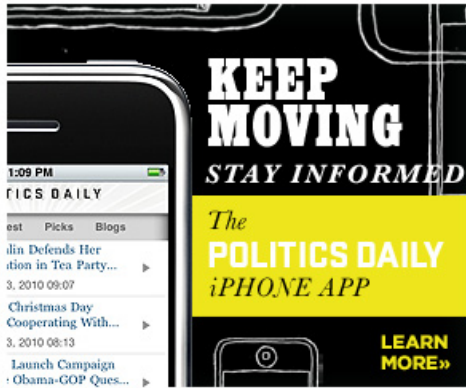 KEEP
MOVING
STAY INFORMED
The
POLITICS DAILY
iPHONE APP
LEARN
MORE»
1:09 PM
TICS DAILY
est Picks Blogs
alin Defends Her
ation in Tea Party...
3, 2010 09:07
Christmas Day
Cooperating With...
3, 2010 08:13
Launch Campaign
Obama-GOP Ques...